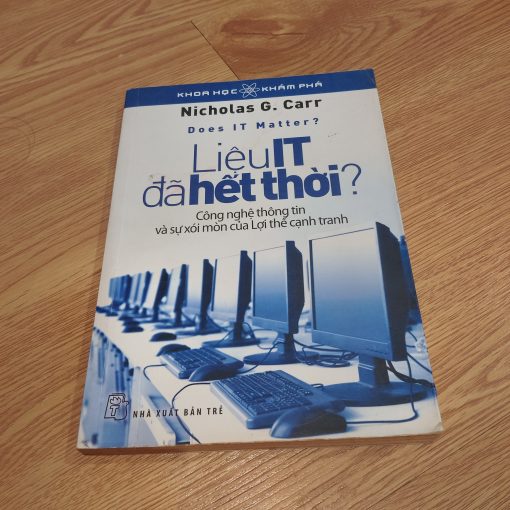 KHOA HỌC KHÁM PHÁ
Nicholas G. Carr
Does IT Matter?
Liệu IT
đã hết thời?
Công nghệ thông tin
và sự xói mòn của Lợi thế cạnh tranh
NHÀ XUẤT BẢN TRẺ